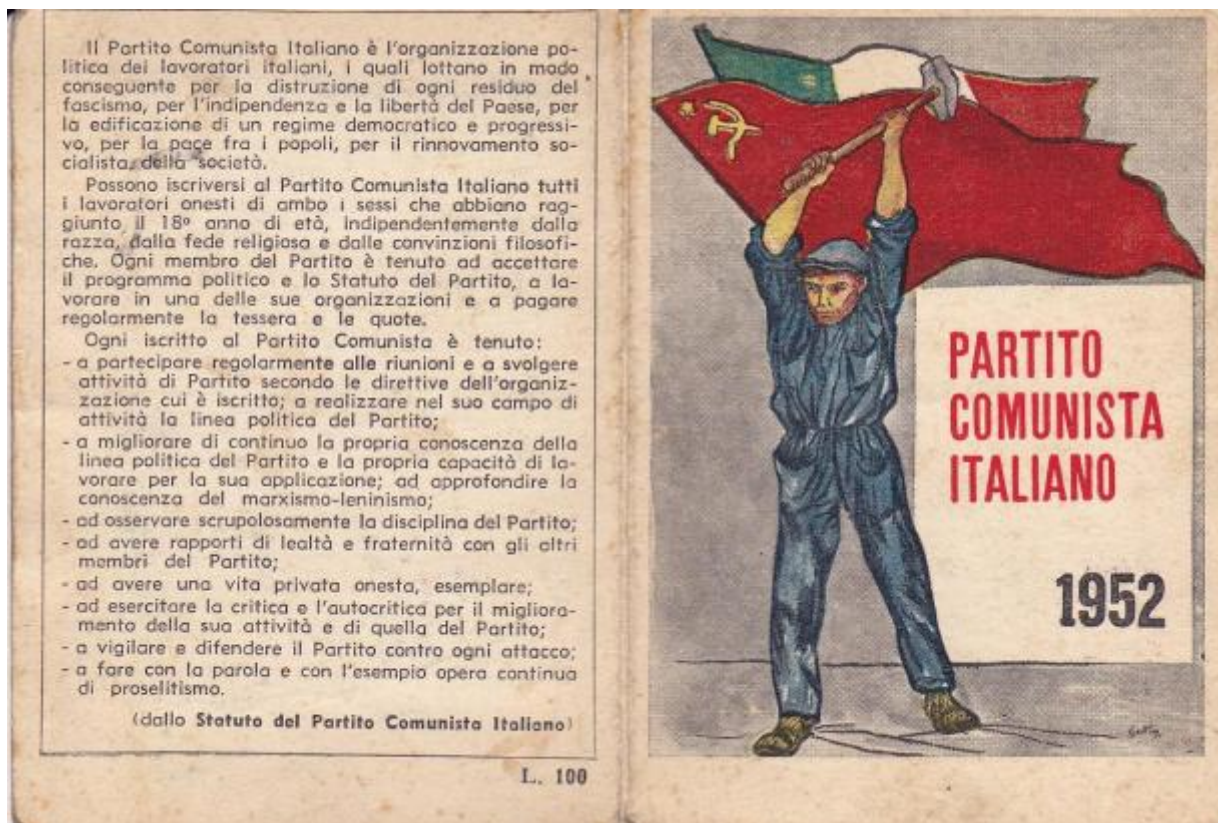 Il Partito Comunista Italiano è l'organizzazione po-
litica dei lavoratori italiani, i quali lottano in modo
conseguente per la distruzione di ogni residuo del
fascismo, per l'indipendenza e la libertà del Paese, per
la edificazione di un regime democratico e progressi-
vo, per la pace fra i popoli, per il rinnovamento so-
cialista, della società.
Possono iscriversi al Partito Comunista Italiano tutti
i lavoratori onesti di ambo i sessi che abbiano rag-
giunto il 18º anno di età, indipendentemente dalla
razza, dalla fede religiosa e dalle convinzioni filosofi-
che. Ogni membro del Partito è tenuto ad accettare
il programma politico e lo Statuto del Partito, a la-
vorare in una delle sue organizzazioni e a pagare
regolarmente la tessera e le quote.
Ogni iscritto al Partito Comunista è tenuto:
- a partecipare regolarmente alle riunioni e a svolgere
attività di Partito secondo le direttive dell'organiz-
zazione cui è iscritto; a realizzare nel suo campo di
attività la linea politica del Partito;
- a migliorare di continuo la propria conoscenza della
linea politica del Partito e la propria capacità di la-
vorare per la sua applicazione; ad approfondire la
conoscenza del marxismo-leninismo;
- ad osservare scrupolosamente la disciplina del Partito;
- ad avere rapporti di lealtà e fraternità con gli altri
membri del Partito;
- ad avere una vita privata onesta, esemplare;
- ad esercitare la critica e l'autocritica per il migliora-
mento della sua attività e di quella del Partito;
- a vigilare e difendere il Partito contro ogni attacco;
- a fare con la parola e con l'esempio opera continua
di proselitismo.
(dallo Statuto del Partito Comunista Italiano)
L. 100
PARTITO
COMUNISTA
ITALIANO
1952